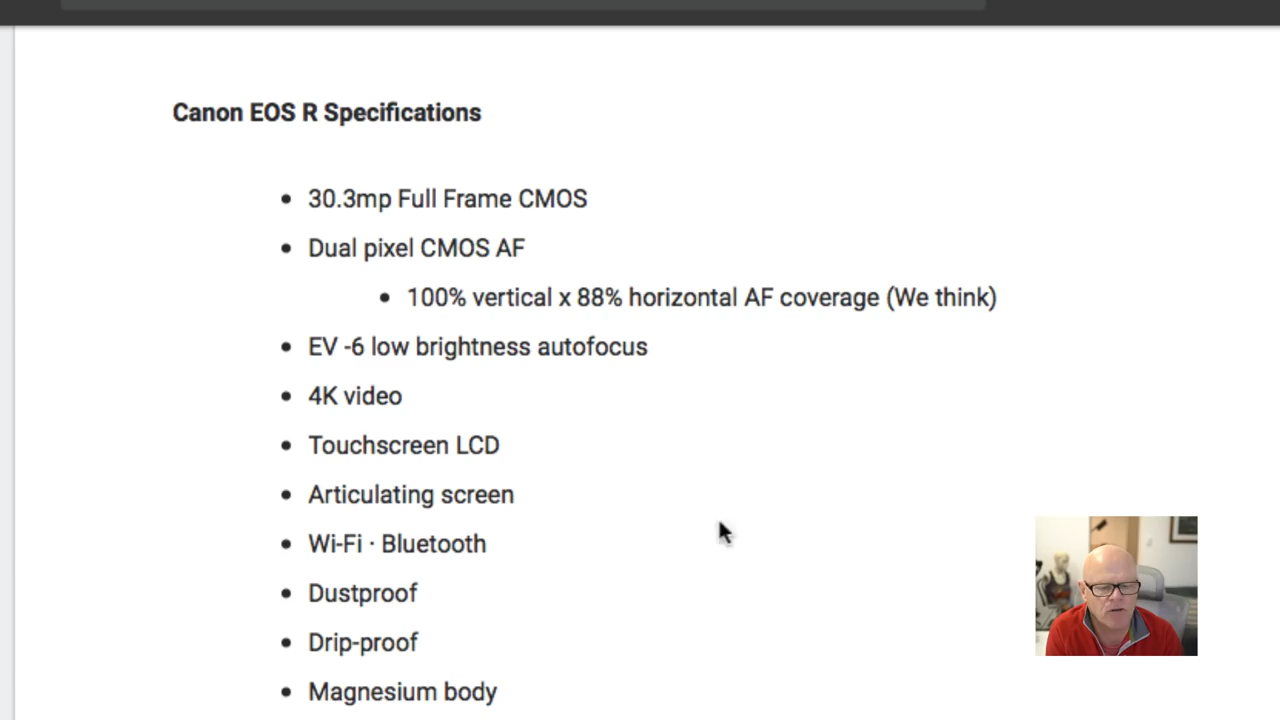 Canon EOS R Specifications
30.3mp Full Frame CMOS
Dual pixel CMOS AF
100% vertical x 88% horizontal AF coverage (We think)
EV -6 low brightness autofocus
4K video
Touchscreen LCD
Articulating screen
Wi-Fi · Bluetooth
Dustproof
Drip-proof
Magnesium body